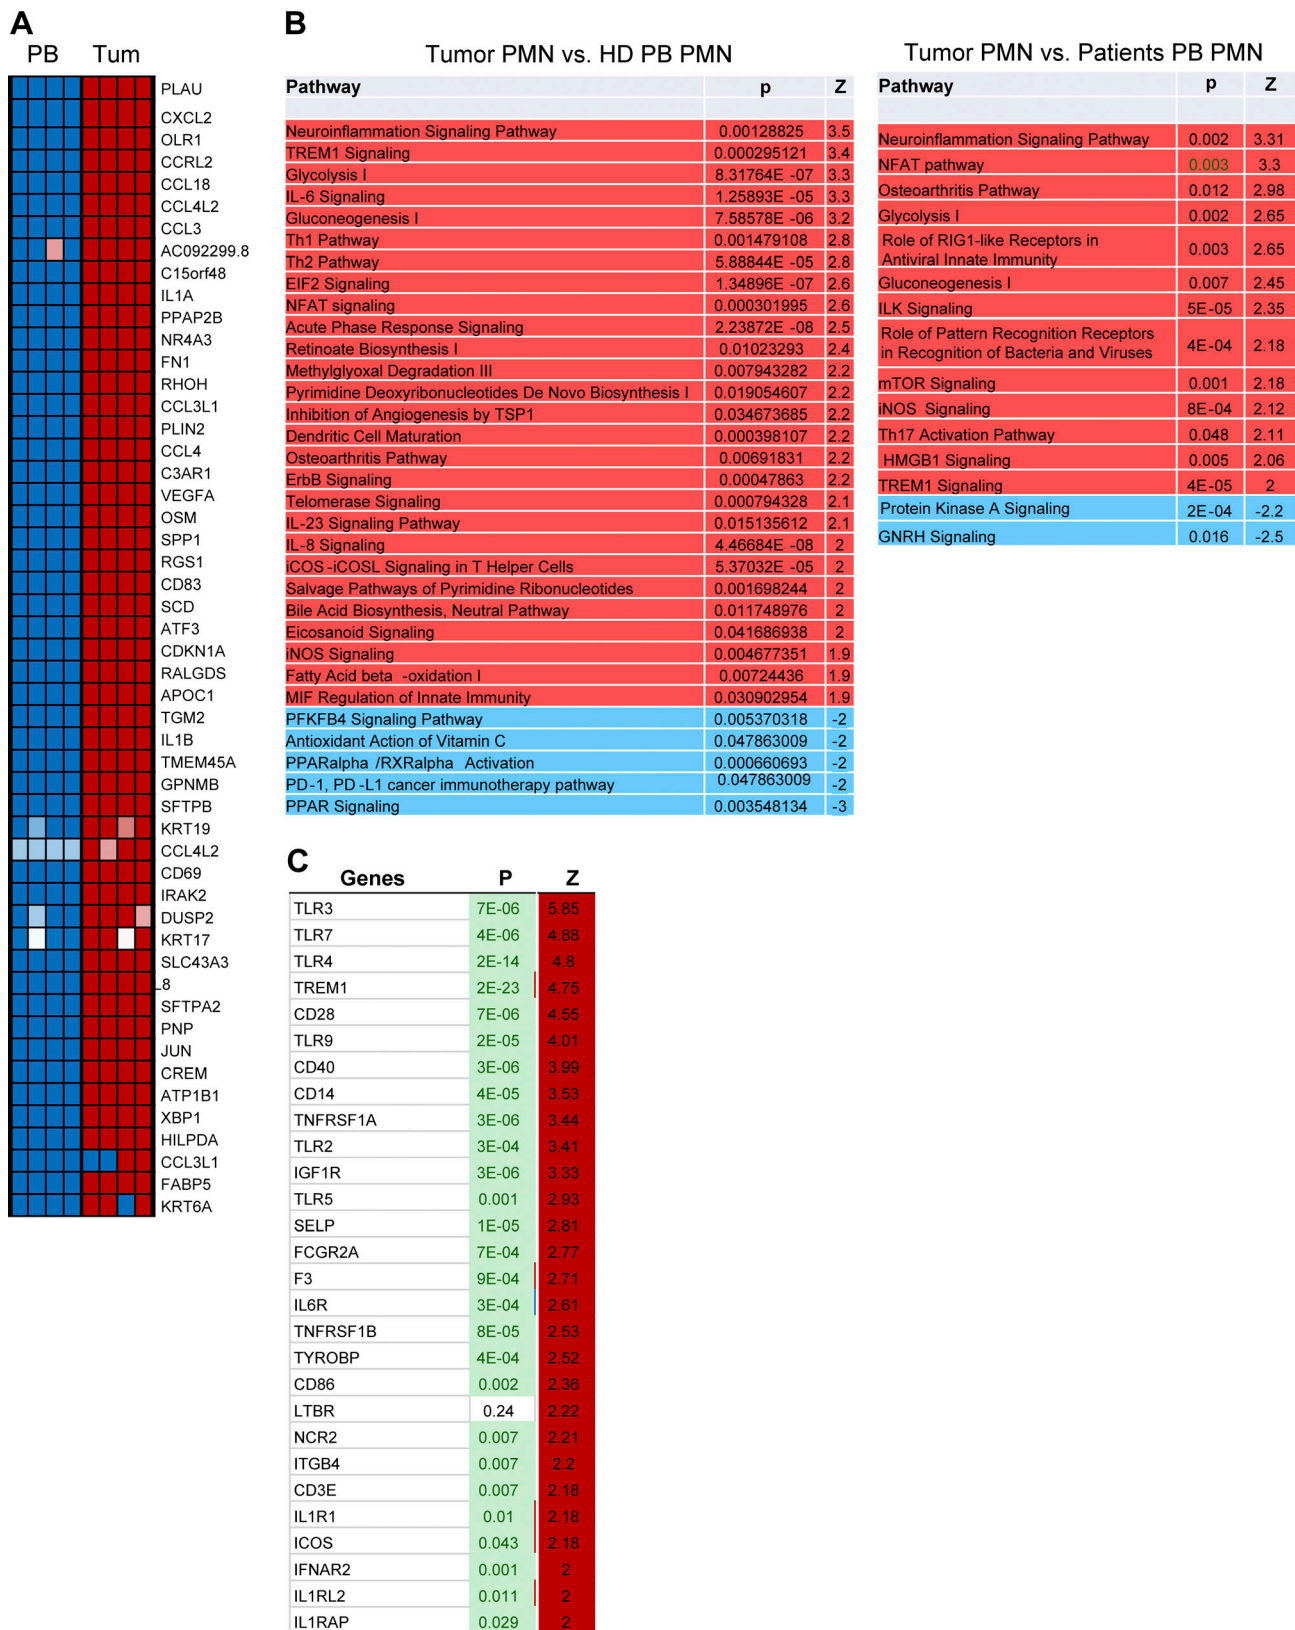 A
PB Tum
PLAU
CXCL2
OLR1
CCRL2
CCL18
CCL4L2
CCL3
AC092299.8
C15orf48
IL1A
PPAP2B
NR4A3
FN1
RHOH
CCL3L1
PLIN2
CCL4
C3AR1
VEGFA
OSM
SPP1
RGS1
CD83
SCD
ATF3
CDKN1A
RALGDS
APOC1
TGM2
IL1B
TMEM45A
GPNMB
SFTPB
KRT19
CCL4L2
CD69
IRAK2
DUSP2
KRT17
SLC43A3
L8
SFTPA2
PNP
JUN
CREM
ATP1B1
XBP1
HILPDA
CCL3L1
FABP5
KRT6A
B
Tumor PMN vs. HD PB PMN
Pathway p Z
Neuroinflammation Signaling Pathway 0.00128825 3.5
TREM1 Signaling 0.000295121 3.4
Glycolysis I 8.31764E -07 3.3
IL-6 Signaling 1.25893E -05 3.3
Gluconeogenesis I 7.58578E -06 3.2
Th1 Pathway 0.001479108 2.8
Th2 Pathway 5.88844E -05 2.8
EIF2 Signaling 1.34896E -07 2.6
NFAT signaling 0.000301995 2.6
Acute Phase Response Signaling 2.23872E -08 2.5
Retinoate Biosynthesis I 0.01023293 2.4
Methylglyoxal Degradation III 0.007943282 2.2
Pyrimidine Deoxyribonucleotides De Novo Biosynthesis I 0.019054607 2.2
Inhibition of Angiogenesis by TSP1 0.034673685 2.2
Dendritic Cell Maturation 0.000398107 2.2
Osteoarthritis Pathway 0.00691831 2.2
ErbB Signaling 0.00047863 2.2
Telomerase Signaling 0.000794328 2.1
IL-23 Signaling Pathway 0.015135612 2.1
IL-8 Signaling 4.46684E -08 2
iCOS -iCOSL Signaling in T Helper Cells 5.37032E -05 2
Salvage Pathways of Pyrimidine Ribonucleotides 0.001698244 2
Bile Acid Biosynthesis, Neutral Pathway 0.011748976 2
Eicosanoid Signaling 0.041686938 2
iNOS Signaling 0.004677351 1.9
Fatty Acid beta -oxidation I 0.00724436 1.9
MIF Regulation of Innate Immunity 0.030902954 1.9
PFKFB4 Signaling Pathway 0.005370318 -2
Antioxidant Action of Vitamin C 0.047863009 -2
PPARalpha /RXRalpha Activation 0.000660693 -2
PD-1, PD -L1 cancer immunotherapy pathway 0.047863009 -2
PPAR Signaling 0.003548134 -3
Tumor PMN vs. Patients PB PMN
Pathway p Z
Neuroinflammation Signaling Pathway 0.002 3.31
NFAT pathway 0.003 3.3
Osteoarthritis Pathway 0.012 2.98
Glycolysis I 0.002 2.65
Role of RIG1-like Receptors in
Antiviral Innate Immunity 0.003 2.65
Gluconeogenesis I 0.007 2.45
ILK Signaling 5E-05 2.35
Role of Pattern Recognition Receptors
in Recognition of Bacteria and Viruses 4E-04 2.18
mTOR Signaling 0.001 2.18
iNOS Signaling 8E-04 2.12
Th17 Activation Pathway 0.048 2.11
HMGB1 Signaling 0.005 2.06
TREM1 Signaling 4E-05 2
Protein Kinase A Signaling 2E-04 -2.2
GNRH Signaling 0.016 -2.5
C
Genes P Z
TLR3 7E-06 5.85
TLR7 4E-06 4.88
TLR4 2E-14 4.8
TREM1 2E-23 4.75
CD28 7E-06 4.55
TLR9 2E-05 4.01
CD40 3E-06 3.99
CD14 4E-05 3.53
TNFRSF1A 3E-06 3.44
TLR2 3E-04 3.41
IGF1R 3E-06 3.33
TLR5 0.001 2.93
SELP 1E-05 2.81
FCGR2A 7E-04 2.77
F3 9E-04 2.71
IL6R 3E-04 2.61
TNFRSF1B 8E-05 2.53
TYROBP 4E-04 2.52
CD86 0.002 2.36
LTBR 0.24 2.22
NCR2 0.007 2.21
ITGB4 0.007 2.2
CD3E 0.007 2.18
IL1R1 0.01 2.18
ICOS 0.043 2.18
IFNAR2 0.001 2
IL1RL2 0.011 2
IL1RAP 0.029 2